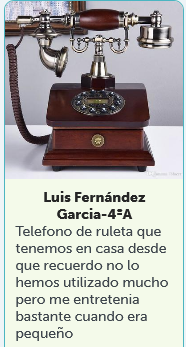 Luis Fernández
Garcia-4ºA
Telefono de ruleta que
tenemos en casa desde
que recuerdo no lo
hemos utilizado mucho
pero me entretenia
bastante cuando era
pequeño